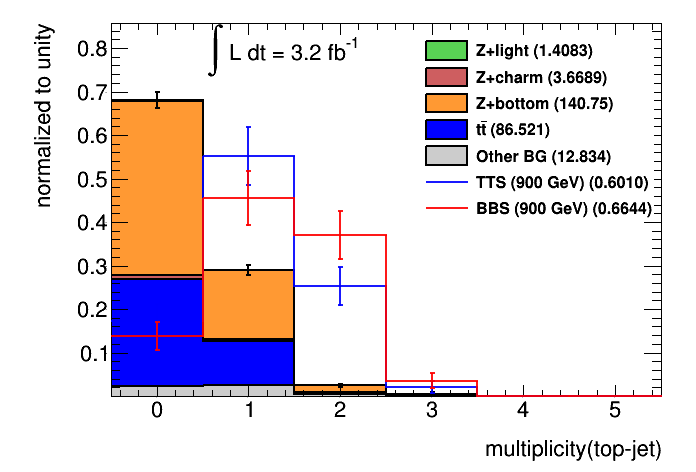 ∫ L dt = 3.2 fb⁻¹
normalized to unity
0.8
0.7
0.6
0.5
0.4
0.3
0.2
0.1
Z+light (1.4083)
Z+charm (3.6689)
Z+bottom (140.75)
tt̄ (86.521)
Other BG (12.834)
TTS (900 GeV) (0.6010)
BBS (900 GeV) (0.6644)
0 1 2 3 4 5
multiplicity(top-jet)